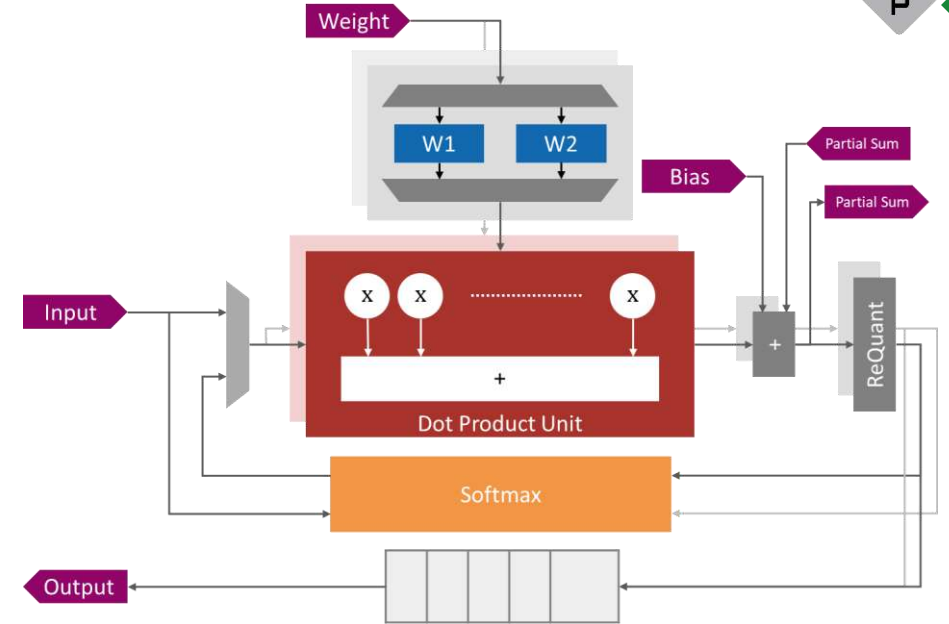 Weight
W1
W2
Partial Sum
Bias
Partial Sum
Input
x
x
x
+
+
ReQuant
Dot Product Unit
Softmax
Output